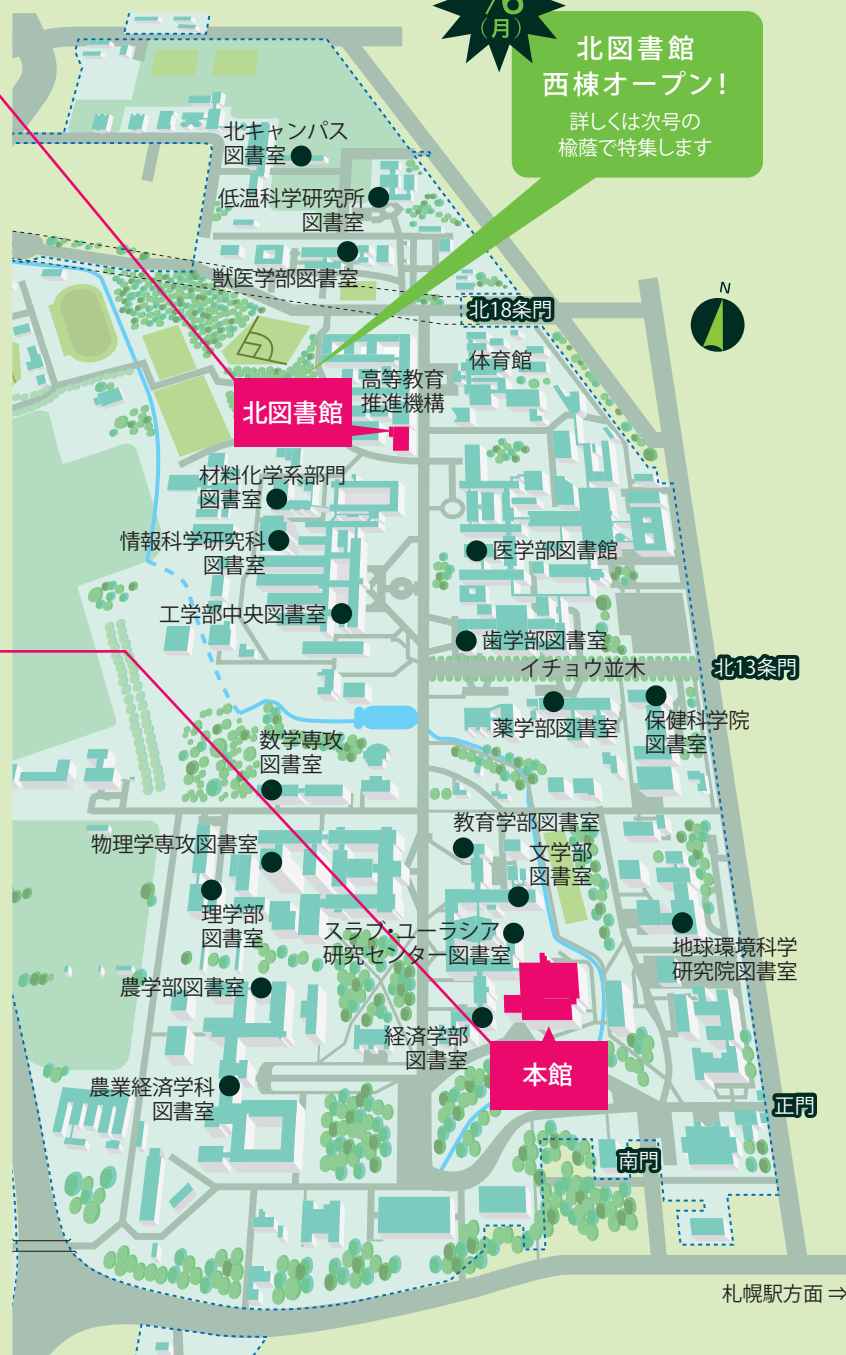 (月)
北図書館
西棟オープン!
詳しくは次号の
楡蔭で特集します
北キャンパス
図書室
低温科学研究所
図書室
獣医学部図書室
北18条門
N
体育館
高等教育
推進機構
北図書館
材料化学系部門
図書室
情報科学研究科
図書室
医学部図書館
工学部中央図書室
歯学部図書室
イチョウ並木
北13条門
薬学部図書室
保健科学院
図書室
数学専攻
図書室
教育学部図書室
物理学専攻図書室
文学部
図書室
理学部
図書室
スラブ・ユーラシア
研究センター図書室
地球環境科学
研究院図書室
農学部図書室
経済学部
図書室
本館
農業経済学科
図書室
正門
南門
札幌駅方面⇒